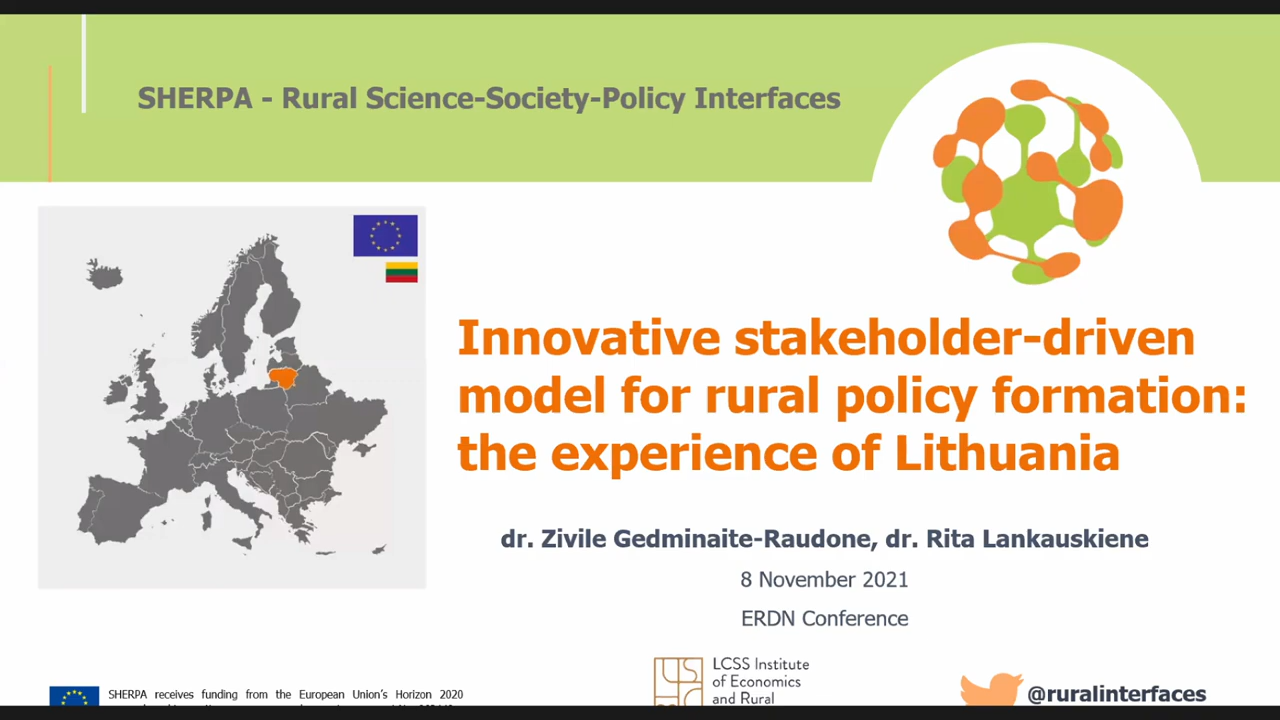 SHERPA - Rural Science-Society-Policy Interfaces
Innovative stakeholder-driven
model for rural policy formation:
the experience of Lithuania
dr. Zivile Gedminaite-Raudone, dr. Rita Lankauskiene
8 November 2021
ERDN Conference
SHERPA receives funding from the European Union's Horizon 2020
LCSS Institute
of Economics
and Rural
@ruralinterfaces